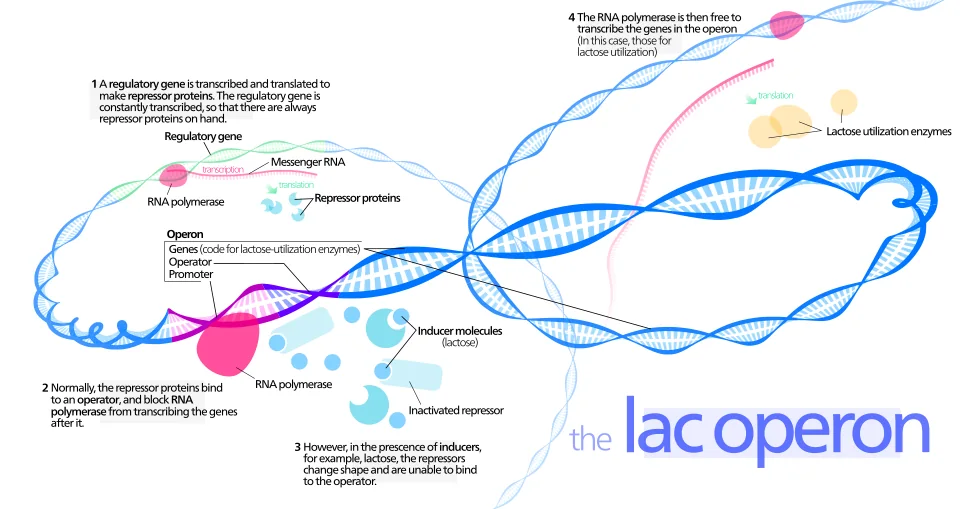 1 A regulatory gene is transcribed and translated to
make repressor proteins. The regulatory gene is
constantly transcribed, so that there are always
repressor proteins on hand.
Regulatory gene
transcription
Messenger RNA
RNA polymerase
translation
Repressor proteins
Operon
Genes (code for lactose-utilization enzymes)
Operator
Promoter
RNA polymerase
Inducer molecules
(lactose)
Inactivated repressor
2 Normally, the repressor proteins bind
to an operator, and block RNA
polymerase from transcribing the genes
after it.
3 However, in the prescence of inducers,
for example, lactose, the repressors
change shape and are unable to bind
to the operator.
4 The RNA polymerase is then free to
transcribe the genes in the operon
(In this case, those for
lactose utilization)
translation
Lactose utilization enzymes
the lac operon